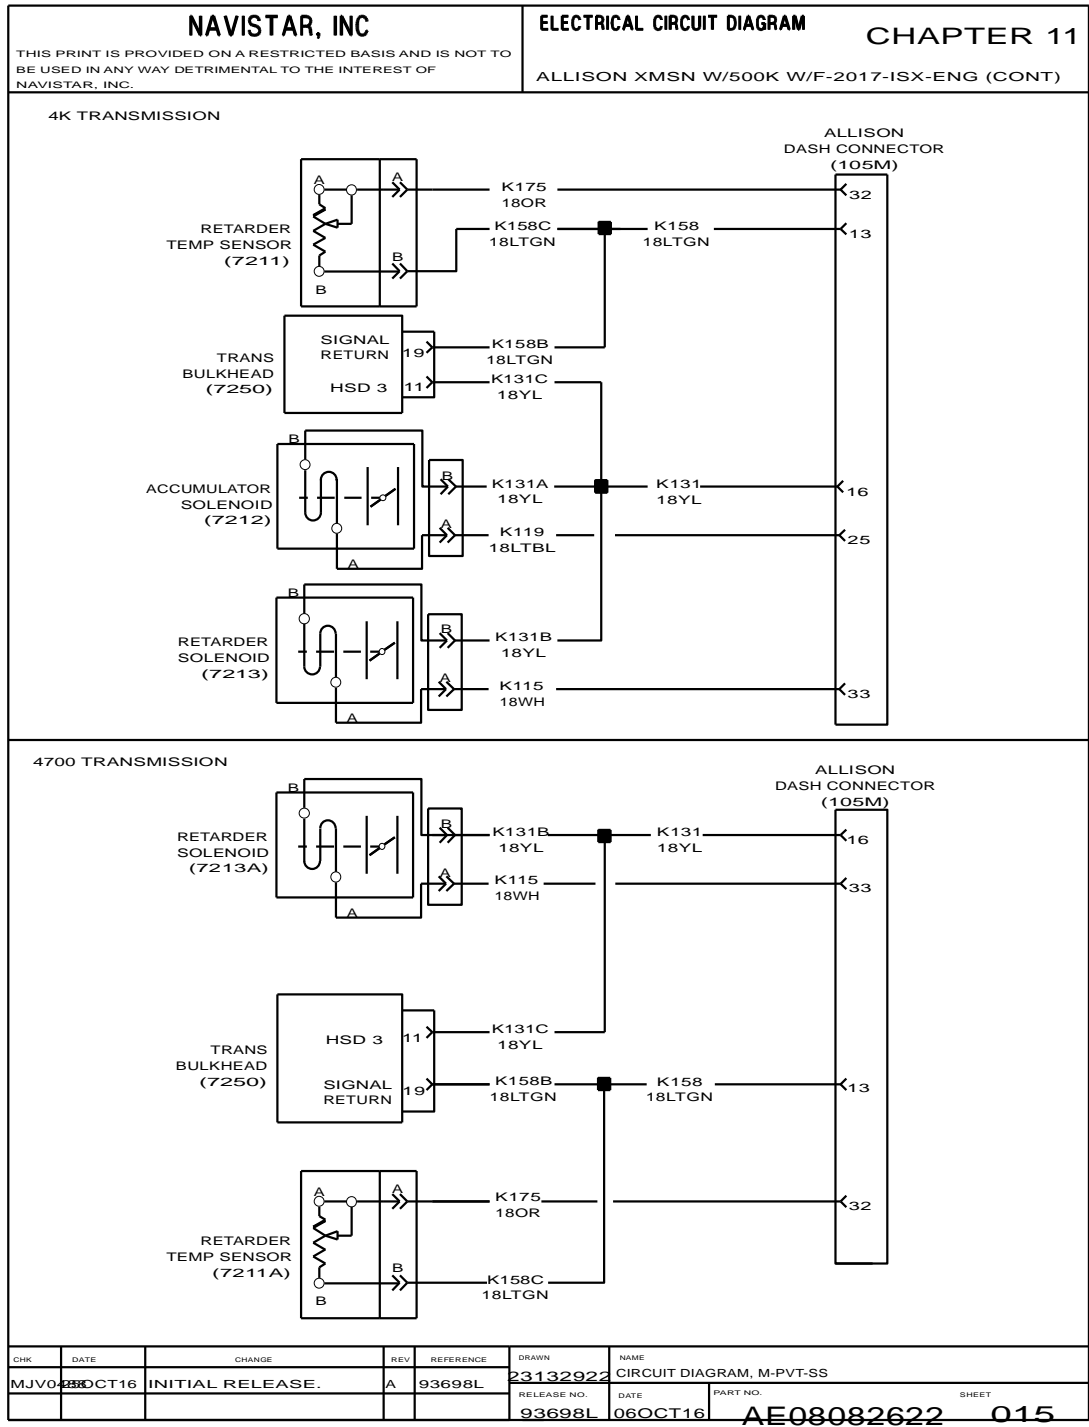 NAVISTAR, INC
THIS PRINT IS PROVIDED ON A RESTRICTED BASIS AND IS NOT TO
BE USED IN ANY WAY DETRIMENTAL TO THE INTEREST OF
NAVISTAR, INC.
ELECTRICAL CIRCUIT DIAGRAM
CHAPTER 11
ALLISON XMSN W/500K W/F-2017-ISX-ENG (CONT)
4K TRANSMISSION
ALLISON
DASH CONNECTOR
(105M)
A
A
K175
18OR
32
RETARDER
TEMP SENSOR
(7211)
K158C
18LTGN
K158
18LTGN
13
B
B
TRANS
BULKHEAD
(7250)
SIGNAL
RETURN
19
K158B
18LTGN
HSD 3
11
K131C
18YL
B
ACCUMULATOR
SOLENOID
(7212)
B
K131A
18YL
K131
18YL
16
A
K119
18LTBL
25
A
B
RETARDER
SOLENOID
(7213)
B
K131B
18YL
A
K115
18WH
33
A
4700 TRANSMISSION
ALLISON
DASH CONNECTOR
(105M)
B
RETARDER
SOLENOID
(7213A)
B
K131B
18YL
K131
18YL
16
A
K115
18WH
33
A
TRANS
BULKHEAD
(7250)
HSD 3
11
K131C
18YL
SIGNAL
RETURN
19
K158B
18LTGN
K158
18LTGN
13
A
A
K175
18OR
32
RETARDER
TEMP SENSOR
(7211A)
B
B
K158C
18LTGN
CHK
DATE
CHANGE
REV
REFERENCE
DRAWN
NAME
INITIAL RELEASE.
A
93698L
23132922
CIRCUIT DIAGRAM, M-PVT-SS
RELEASE NO.
DATE
PART NO.
SHEET
93698L
06OCT16
AE08082622
015